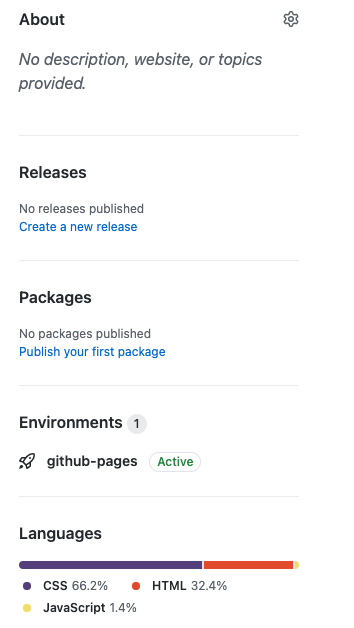 About
No description, website, or topics
provided.
Releases
No releases published
Create a new release
Packages
No packages published
Publish your first package
Environments 1
github-pages Active
Languages
CSS 66.2% HTML 32.4%
JavaScript 1.4%